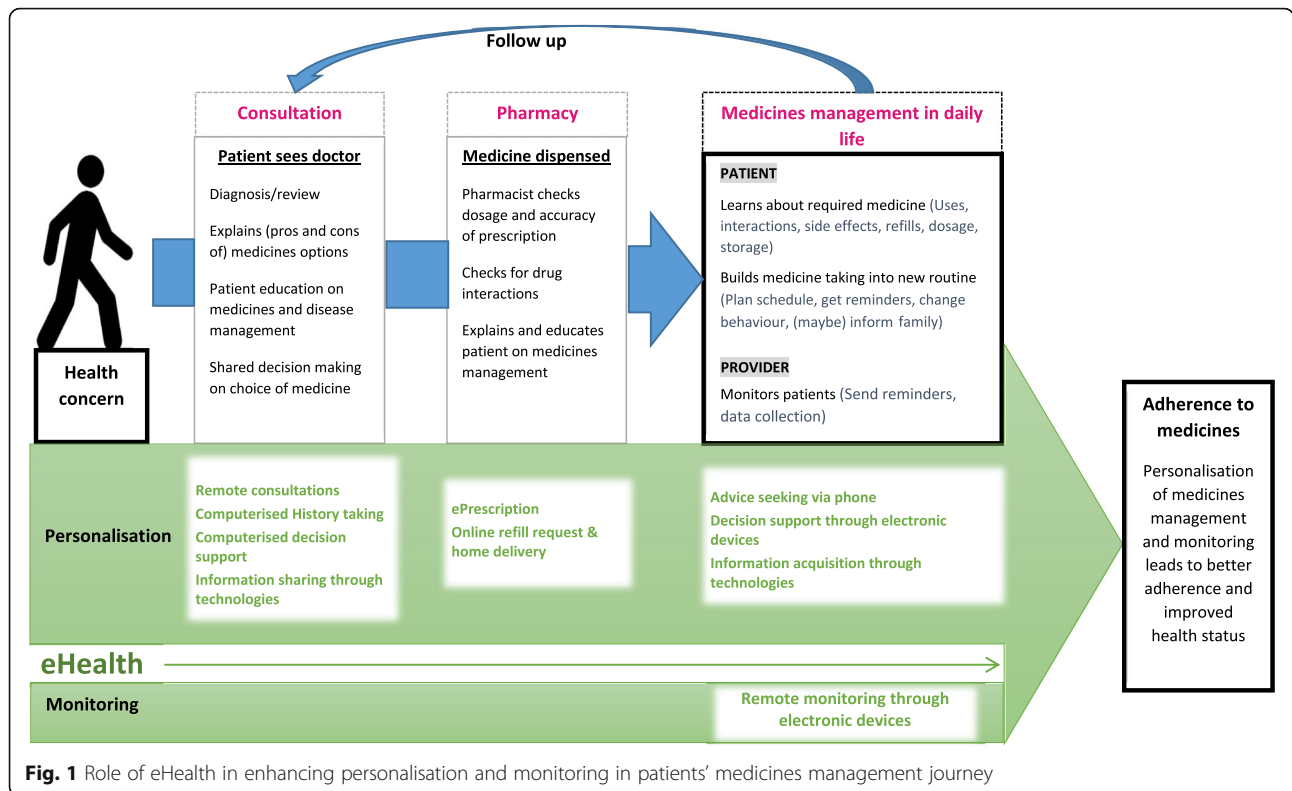 Follow up
Consultation
Patient sees doctor
Diagnosis/review
Explains (pros and cons
of) medicines options
Patient education on
medicines and disease
management
Shared decision making
on choice of medicine
Pharmacy
Medicine dispensed
Pharmacist checks
dosage and accuracy
of prescription
Checks for drug
interactions
Explains and educates
patient on medicines
management
Medicines management in daily
life
PATIENT
Learns about required medicine (Uses,
interactions, side effects, refills, dosage,
storage)
Builds medicine taking into new routine
(Plan schedule, get reminders, change
behaviour, (maybe) inform family)
PROVIDER
Monitors patients (Send reminders,
data collection)
Health
concern
Adherence to
medicines
Personalisation
of medicines
management
and monitoring
leads to better
adherence and
improved
health status
Personalisation
Remote consultations
Computerised History taking
Computerised decision
support
Information sharing through
technologies
ePrescription
Online refill request &
home delivery
Advice seeking via phone
Decision support through electronic
devices
Information acquisition through
technologies
eHealth
Monitoring
Remote monitoring through
electronic devices
Fig. 1 Role of eHealth in enhancing personalisation and monitoring in patients’ medicines management journey